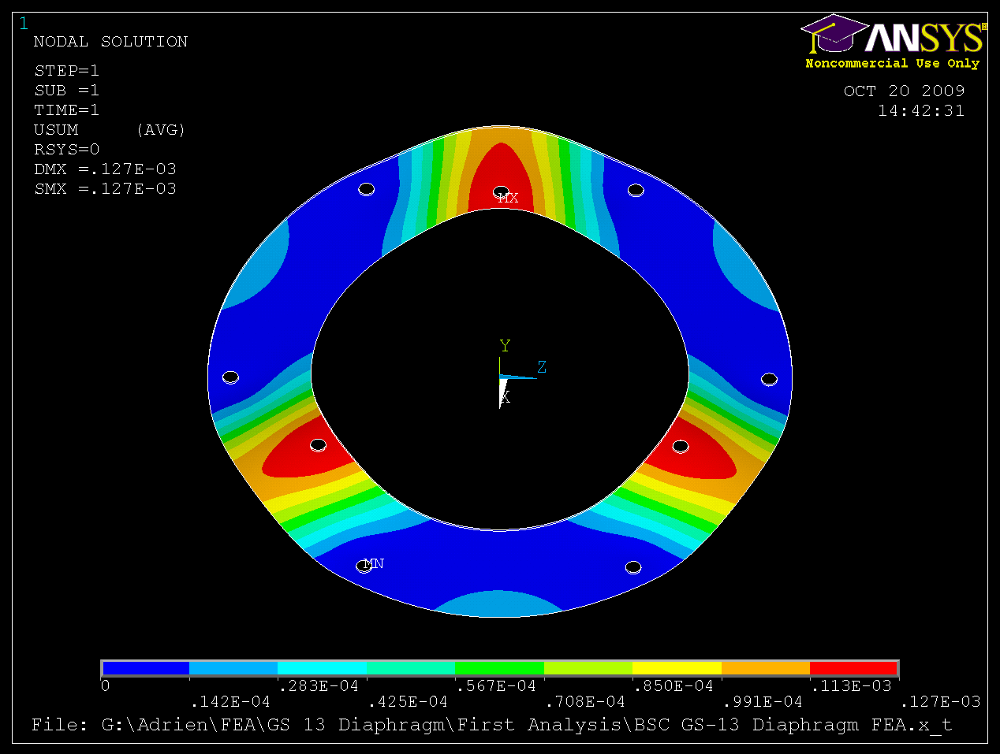 1
NODAL SOLUTION
STEP=1
SUB =1
TIME=1
USUM (AVG)
RSYS=0
DMX =.127E-03
SMX =.127E-03
ANSYS®
Noncommercial Use Only
OCT 20 2009
14:42:31
MX
Y
Z
X
MN
0 .283E-04 .567E-04 .850E-04 .113E-03
.142E-04 .425E-04 .708E-04 .991E-04 .127E-03
File: G:\Adrien\FEA\GS 13 Diaphragm\First Analysis\BSC GS-13 Diaphragm FEA.x_t